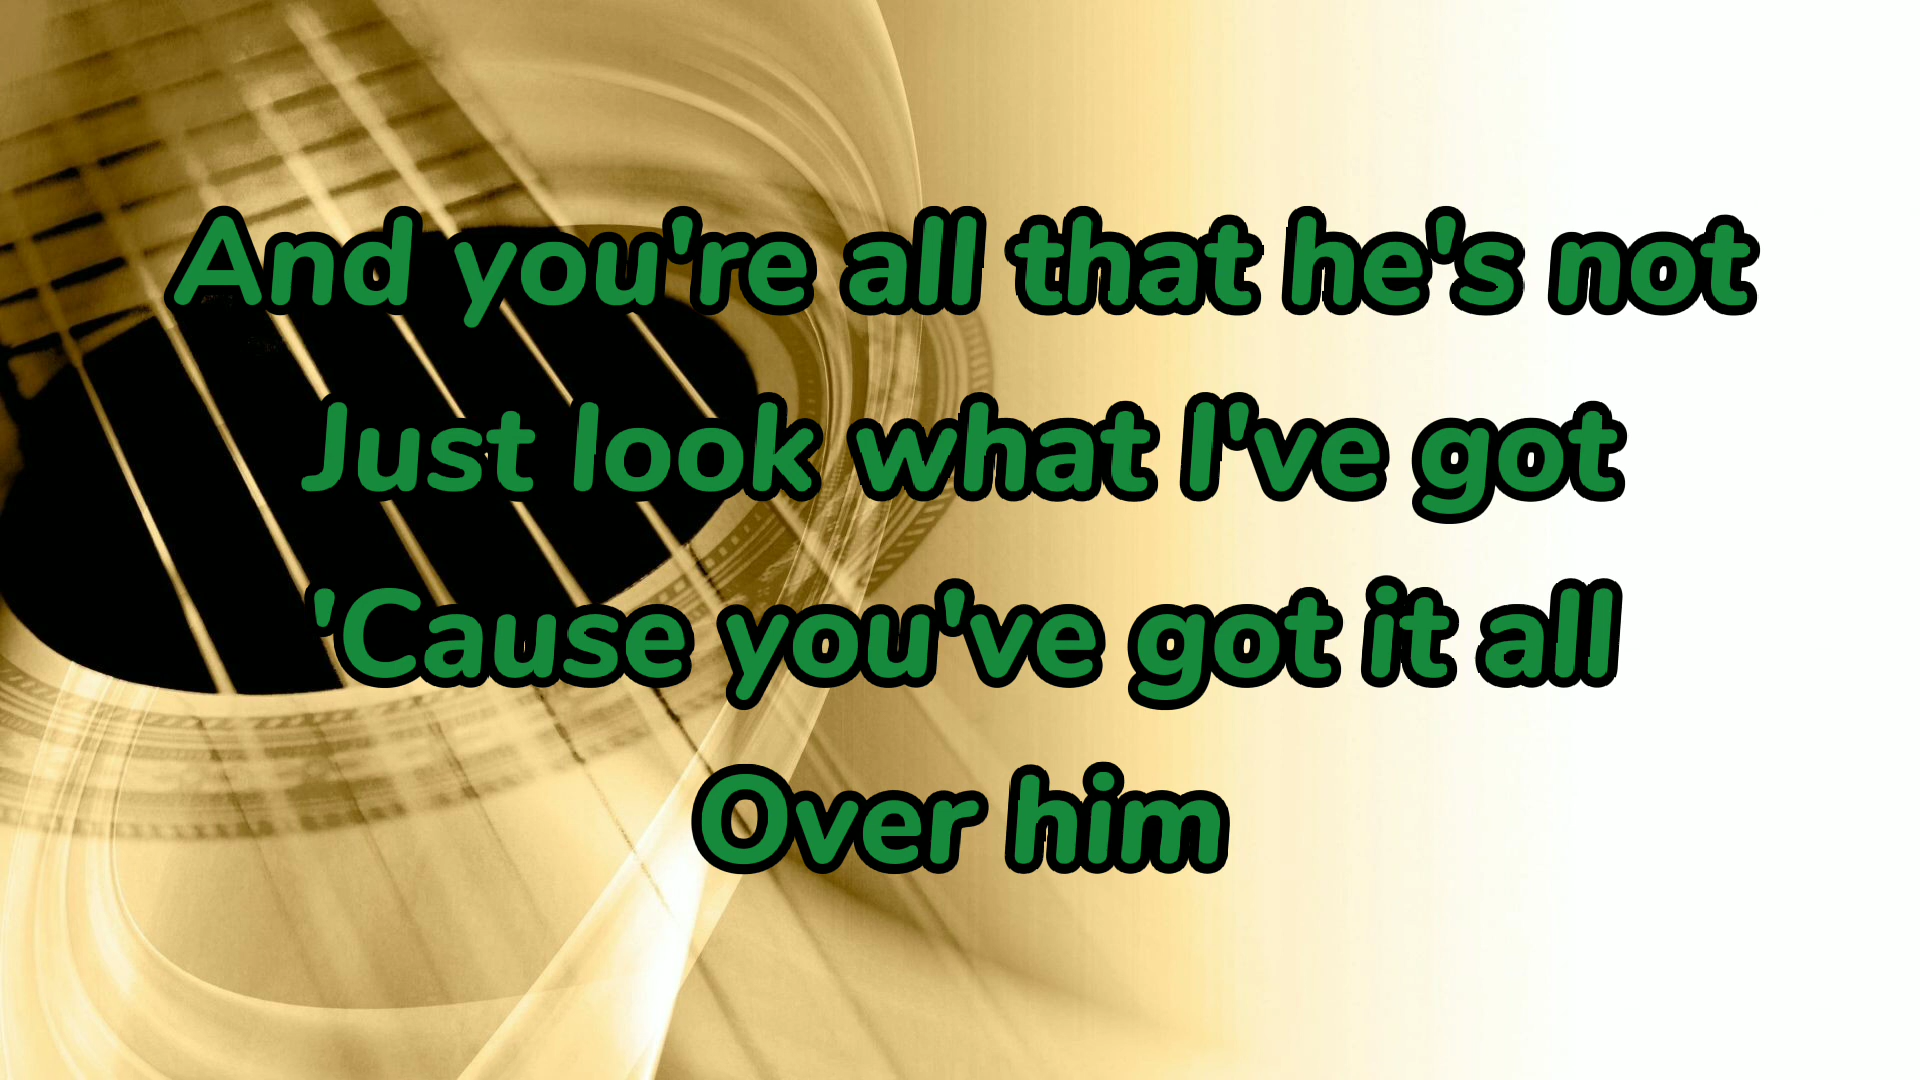 And you're all that he's not
Just look what I've got
'Cause you've got it all
Over him